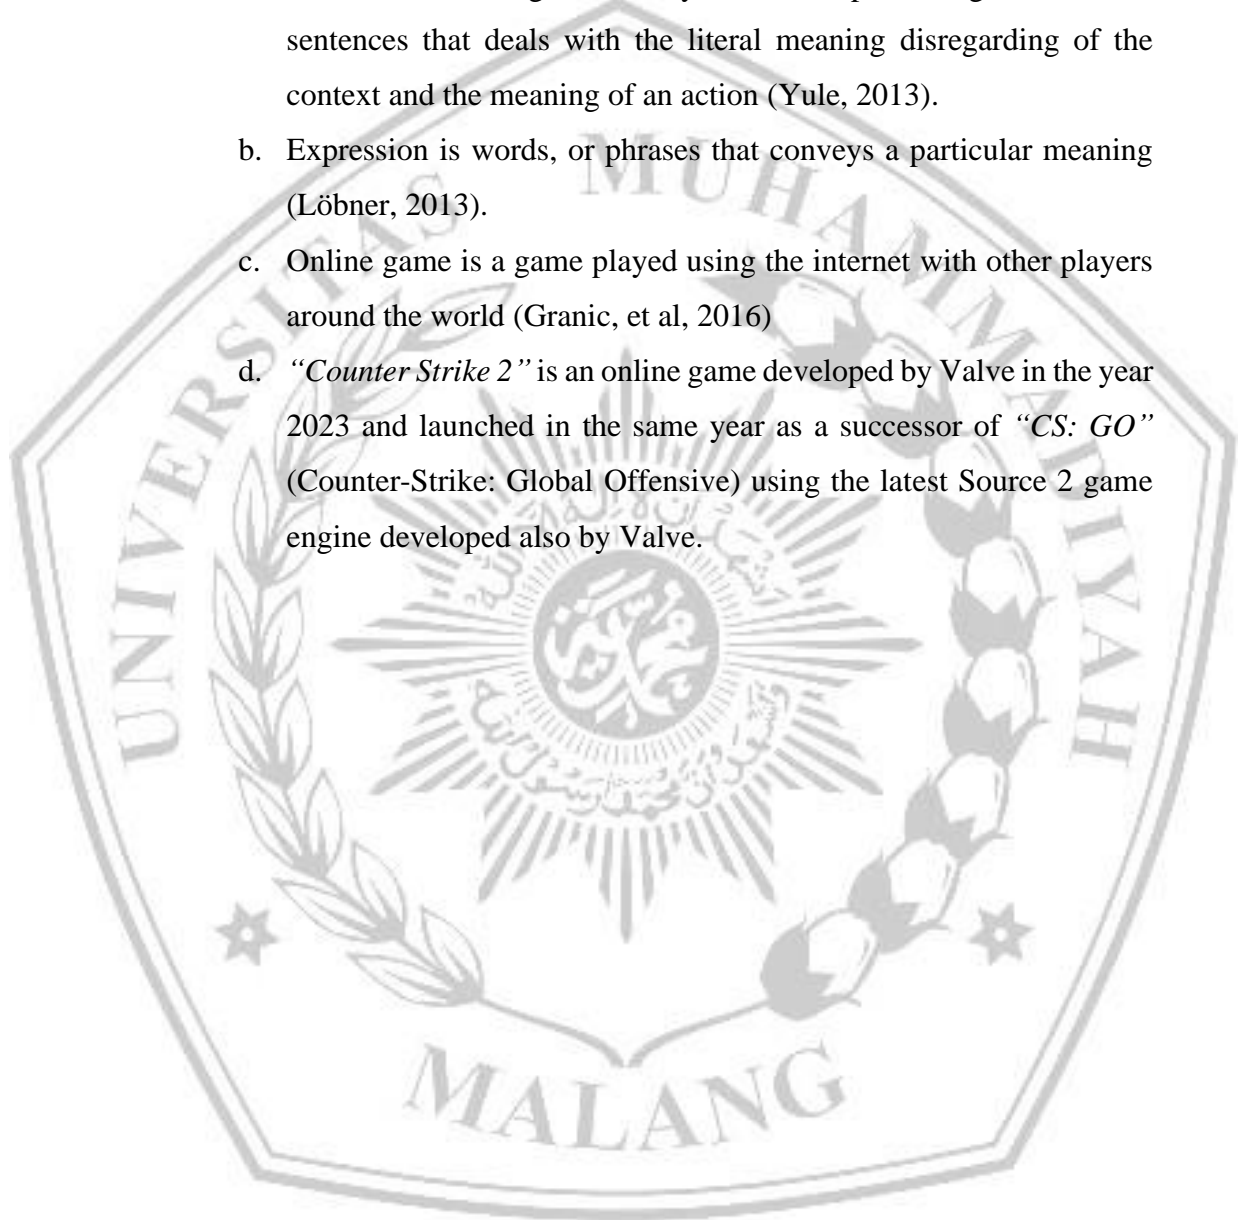 sentences that deals with the literal meaning disregarding of the
context and the meaning of an action (Yule, 2013).
b. Expression is words, or phrases that conveys a particular meaning
(Löbner, 2013).
c. Online game is a game played using the internet with other players
around the world (Granic, et al, 2016)
d. “Counter Strike 2” is an online game developed by Valve in the year
2023 and launched in the same year as a successor of “CS: GO”
(Counter-Strike: Global Offensive) using the latest Source 2 game
engine developed also by Valve.
UNIVERSITAS MUHAMMADIYAH
MALANG